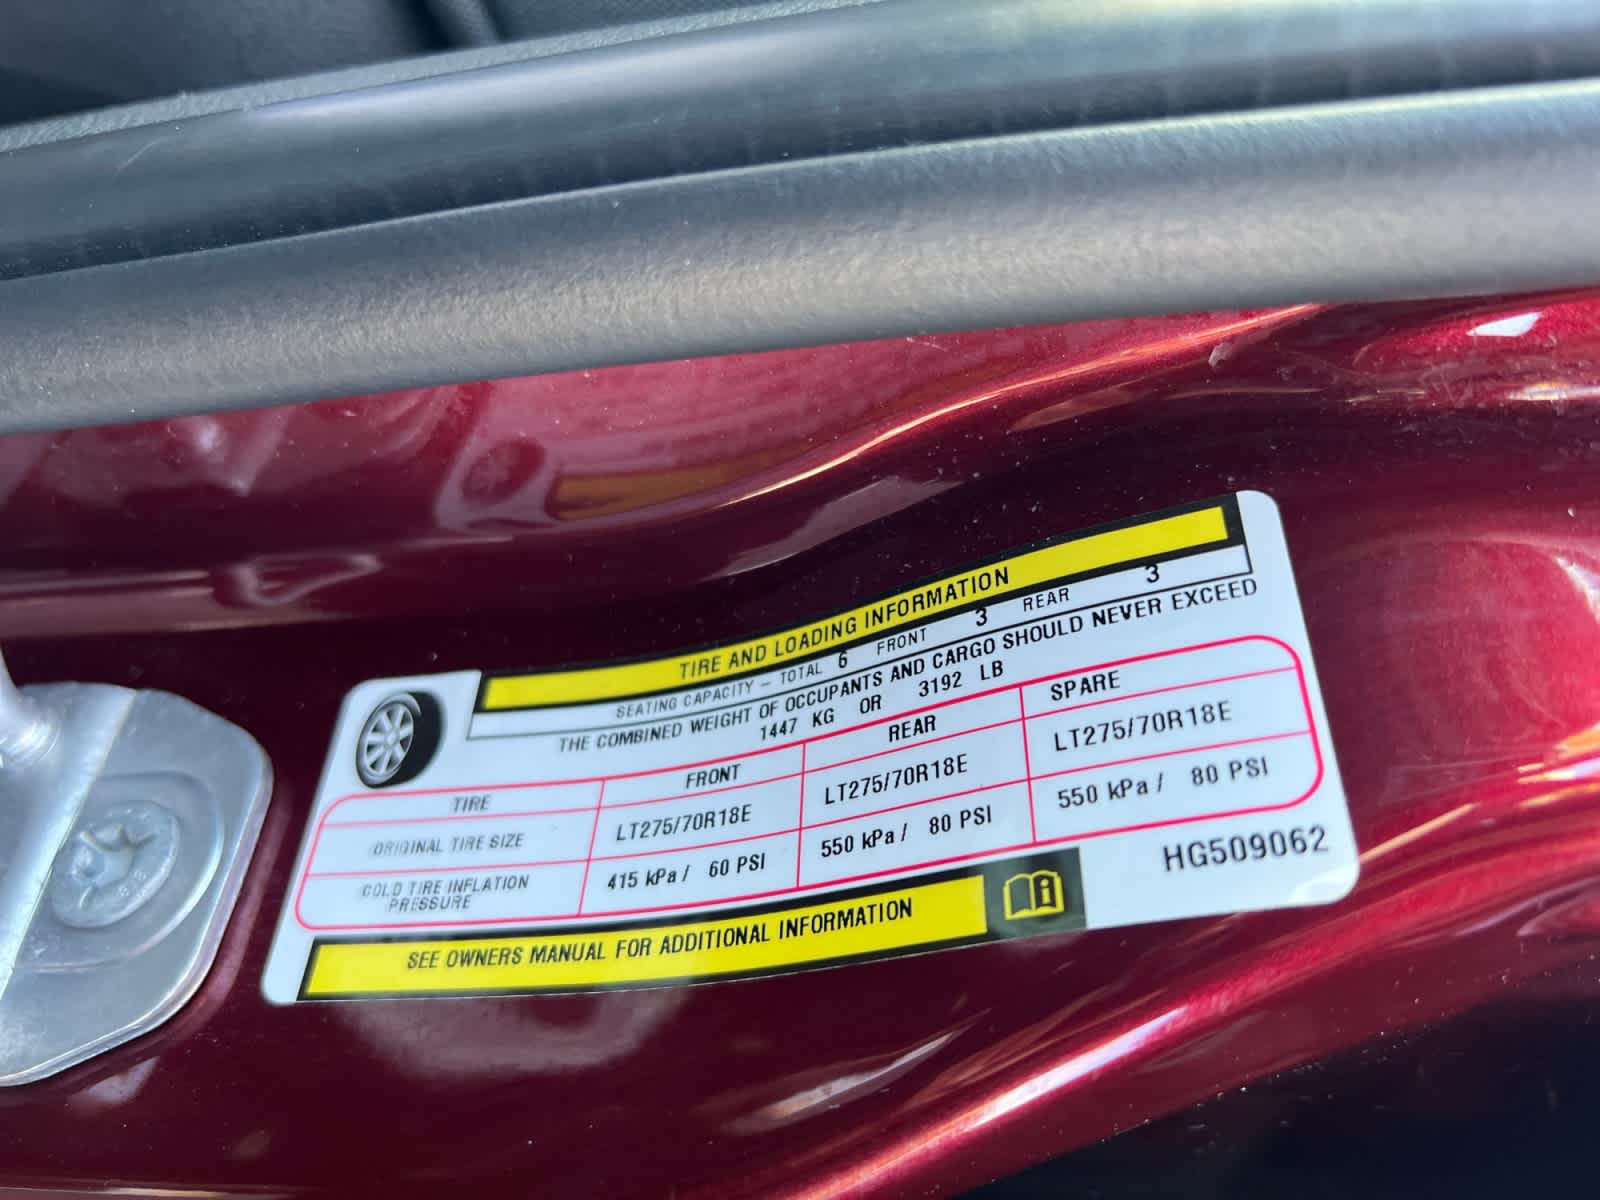 TIRE AND LOADING INFORMATION
SEATING CAPACITY – TOTAL 6 FRONT 3 REAR 3
THE COMBINED WEIGHT OF OCCUPANTS AND CARGO SHOULD NEVER EXCEED
1447 KG OR 3192 LB
TIRE FRONT REAR SPARE
ORIGINAL TIRE SIZE LT275/70R18E LT275/70R18E LT275/70R18E
COLD TIRE INFLATION PRESSURE 415 kPa / 60 PSI 550 kPa / 80 PSI 550 kPa / 80 PSI
SEE OWNERS MANUAL FOR ADDITIONAL INFORMATION
HG509062